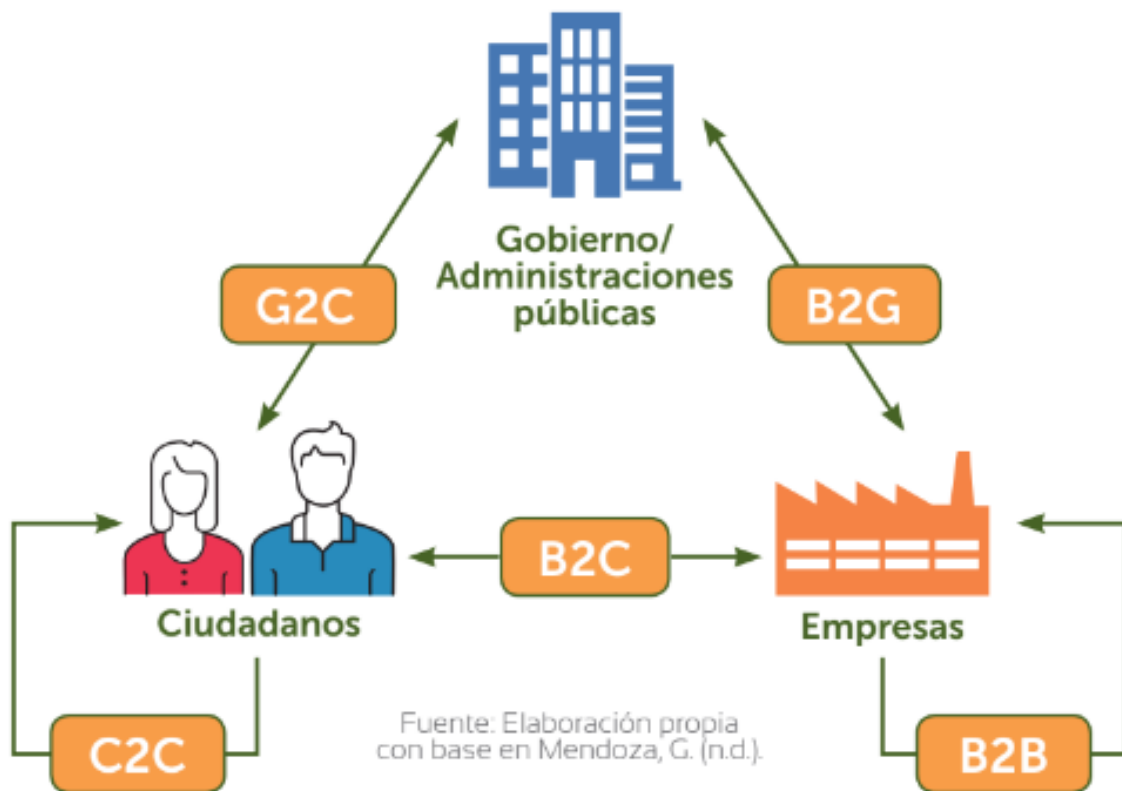 Gobierno/
Administraciones
públicas
G2C
B2G
B2C
Ciudadanos
Empresas
Fuente: Elaboración propia
con base en Mendoza, G. (n.d.).
C2C
B2B